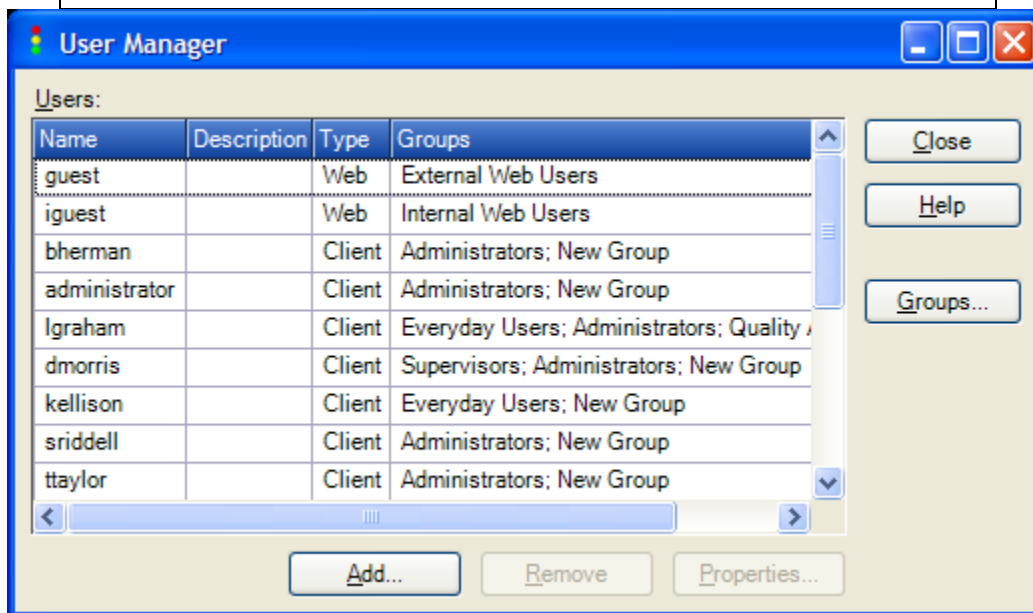 User Manager
Users:
Name Description Type Groups
guest Web External Web Users
iguest Web Internal Web Users
bherman Client Administrators; New Group
administrator Client Administrators; New Group
lgraham Client Everyday Users; Administrators; Quality
dmorris Client Supervisors; Administrators; New Group
kellison Client Everyday Users; New Group
sriddell Client Administrators; New Group
ttaylor Client Administrators; New Group
Close
Help
Groups...
Add... Remove Properties...